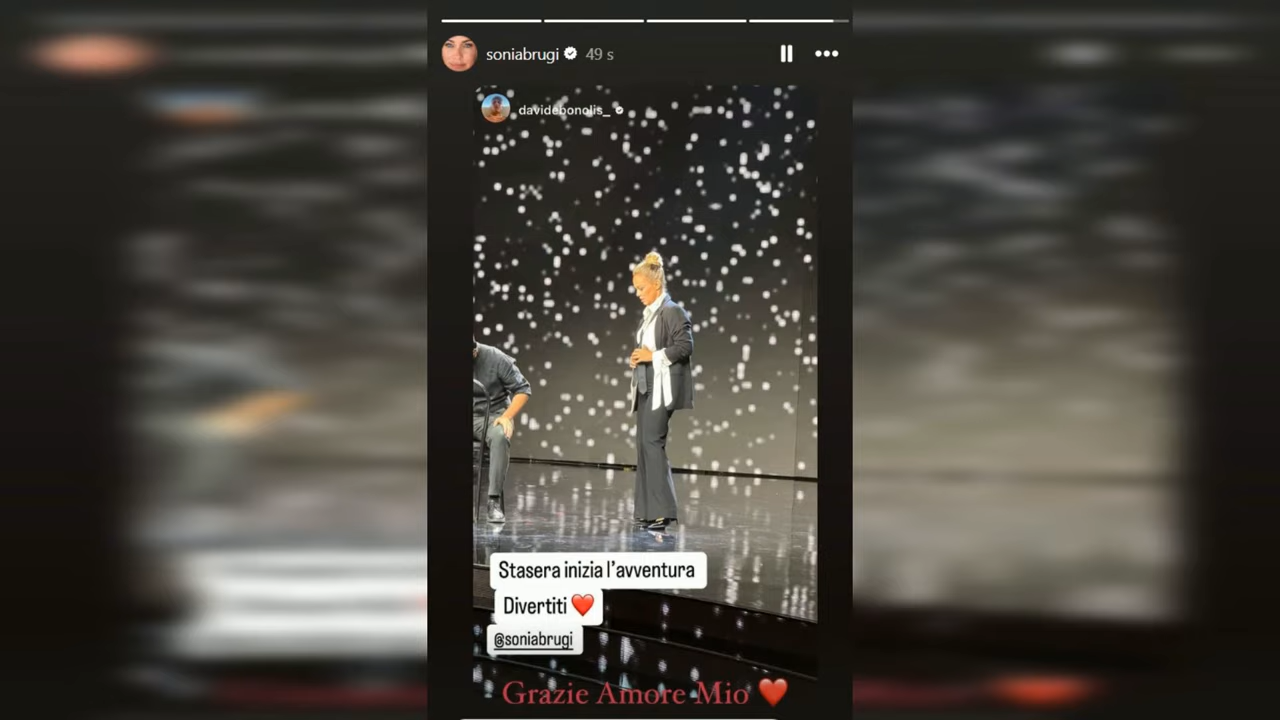 soniabrugi 49 s
davidebonolis_
Stasera inizia l'avventura
Divertiti ❤️
@soniabrugi
Grazie Amore Mio ❤️